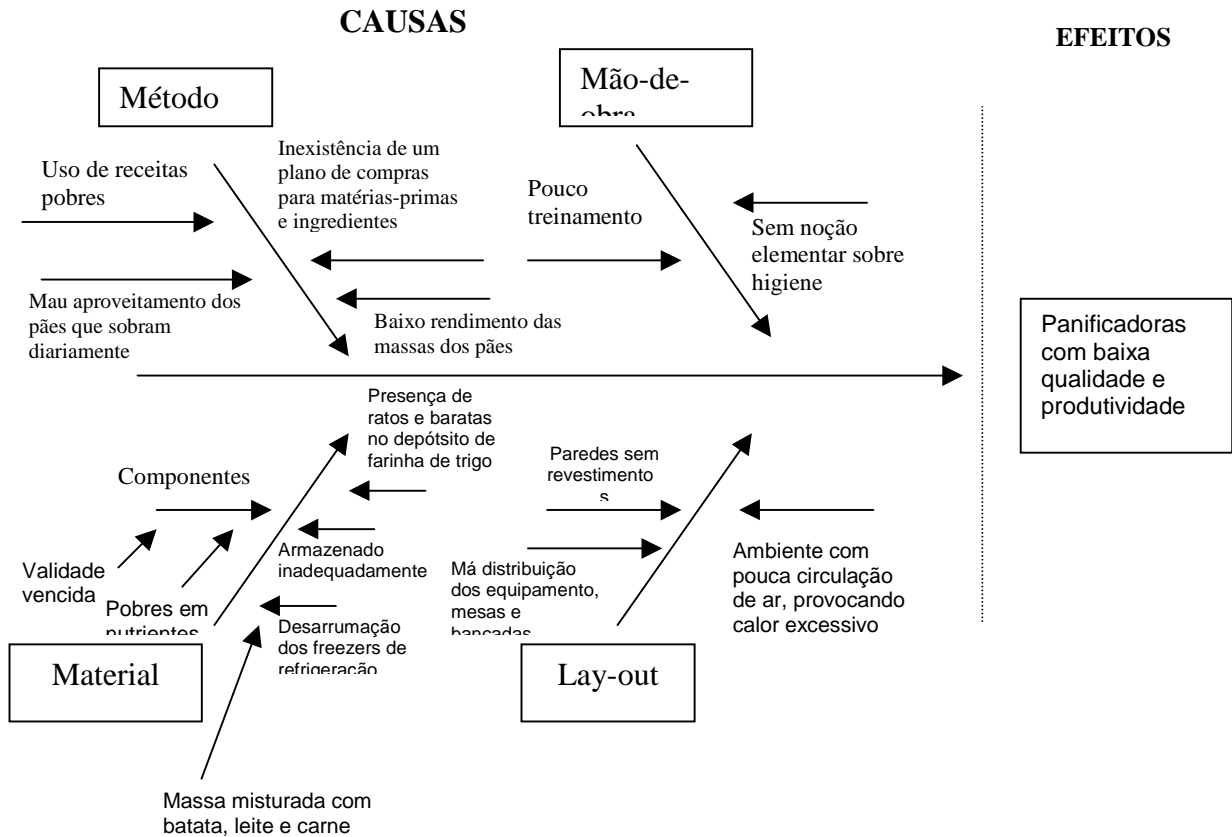 CAUSAS
EFEITOS
Método
Mão-de-
obra
Uso de receitas
pobres
Inexistência de um
plano de compras
para matérias-primas
e ingredientes
Pouco
treinamento
Sem noção
elementar sobre
higiene
Mau aproveitamento dos
pães que sobram
diariamente
Baixo rendimento das
massas dos pães
Panificadoras
com baixa
qualidade e
produtividade
Presença de
ratos e baratas
no depótsito de
farinha de trigo
Componentes
Validade
vencida
Pobres em
nutrientes
Armazenado
inadequadamente
Desarrumação
dos freezers de
refrigeração
Paredes sem
revestimento
s
Má distribuição
dos equipamento,
mesas e
bancadas
Ambiente com
pouca circulação
de ar, provocando
calor excessivo
Material
Lay-out
Massa misturada com
batata, leite e carne